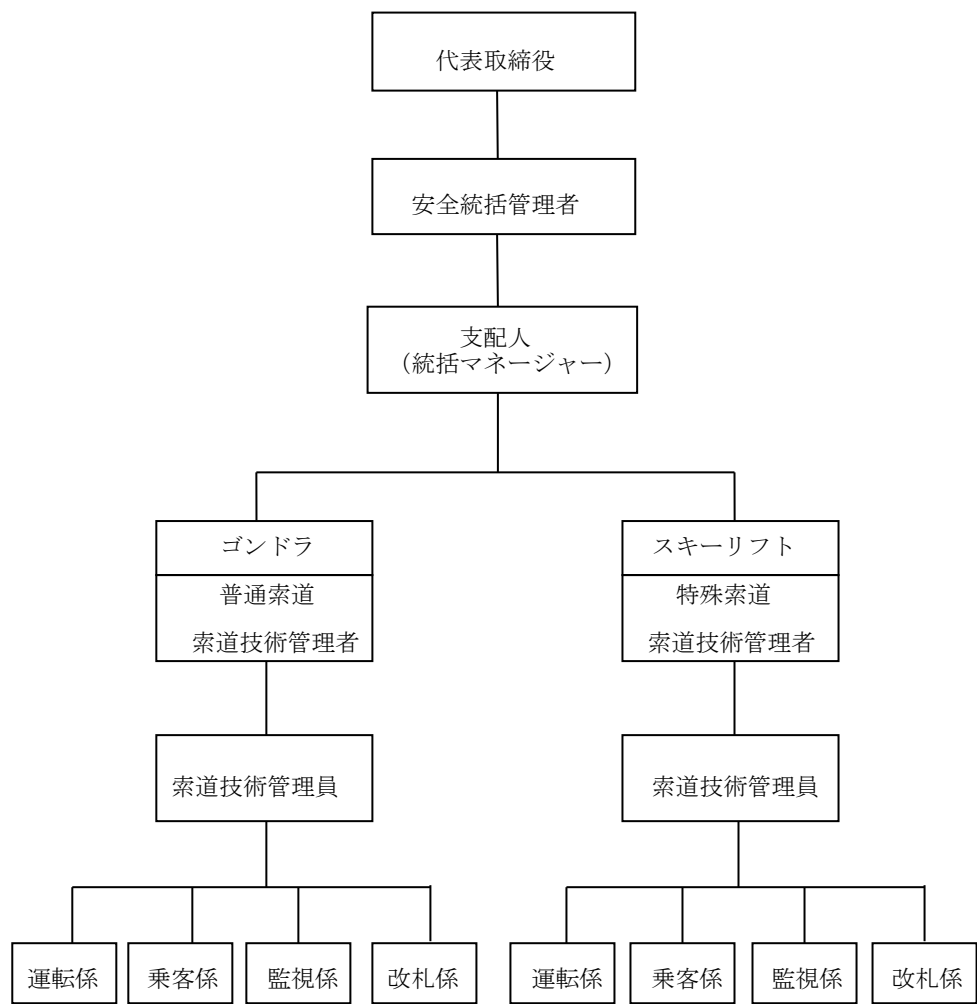 代表取締役
安全統括管理者
支配人
（統括マネージャー）
ゴンドラ
普通索道
索道技術管理者
スキーリフト
特殊索道
索道技術管理者
索道技術管理員
索道技術管理員
運転係
乗客係
監視係
改札係
運転係
乗客係
監視係
改札係